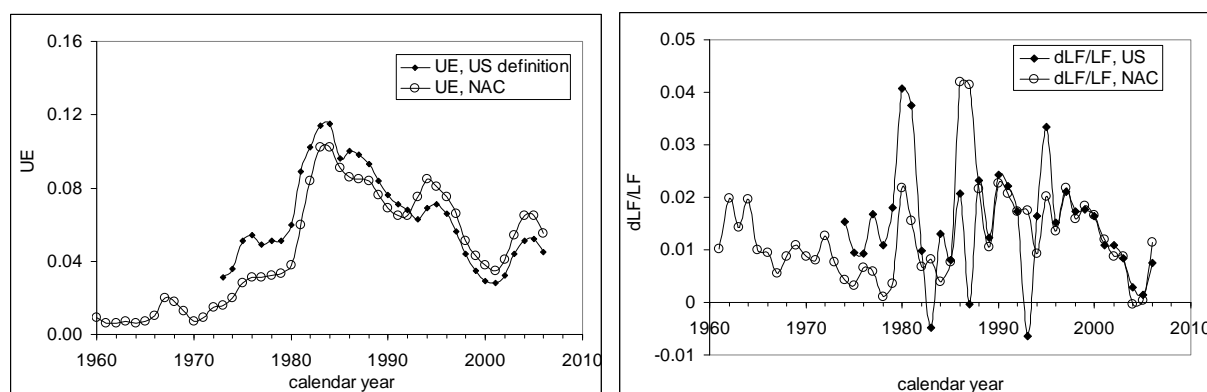 0.16
0.12
0.08
0.04
0.00
UE
UE, US definition
UE, NAC
1960 1970 1980 1990 2000 2010
calendar year
0.05
0.04
0.03
0.02
0.01
0
-0.01
dLF/LF
dLF/LF, US
dLF/LF, NAC
1961 1970 1980 1990 2000 2010
calendar year